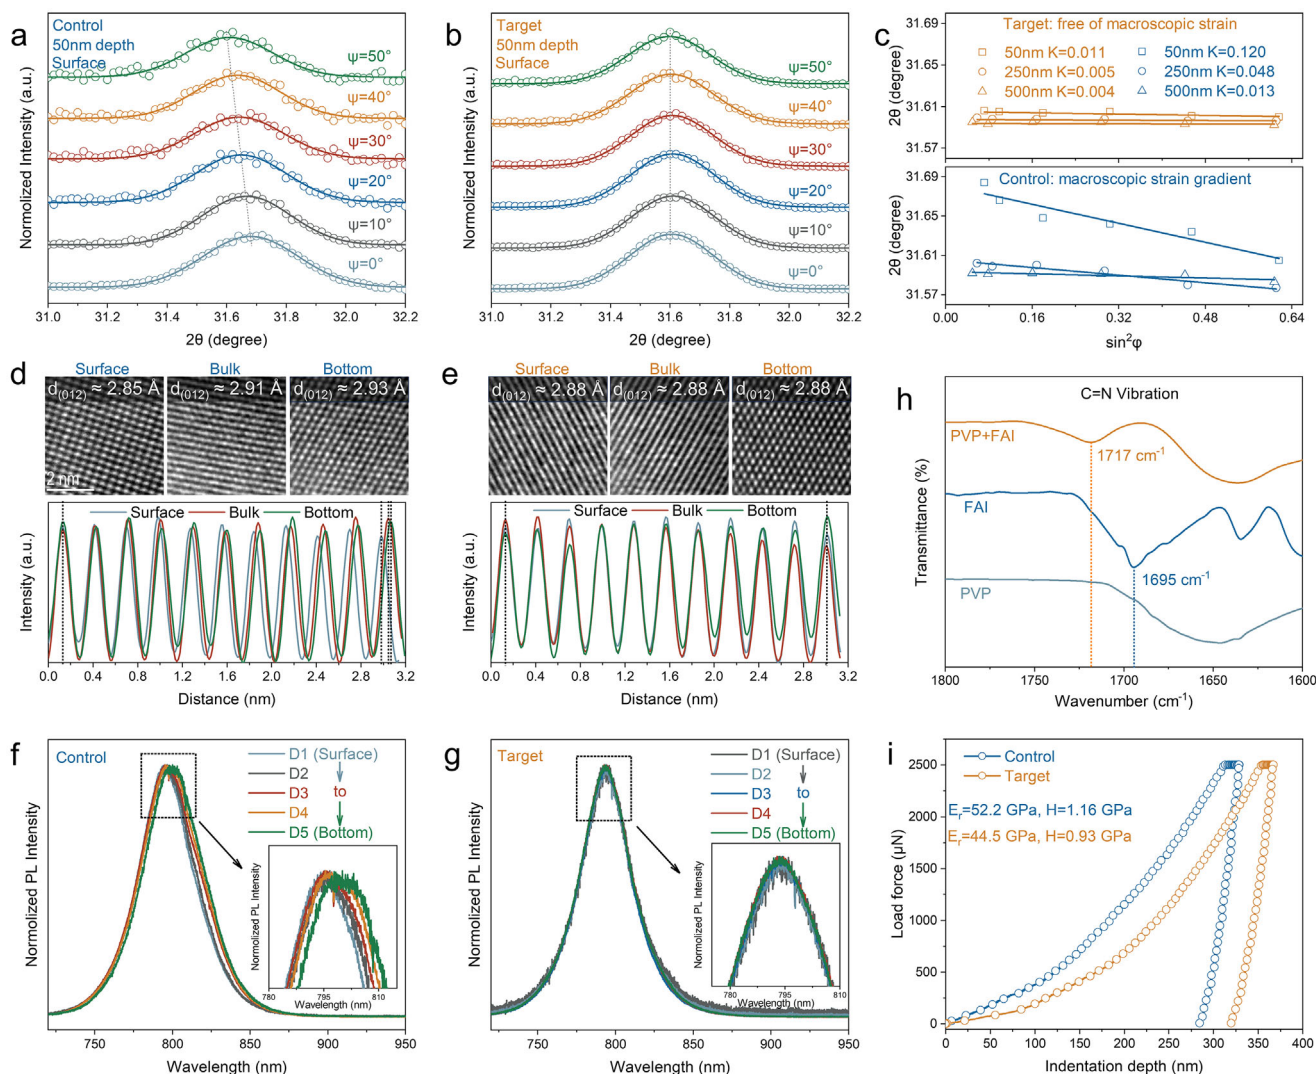 a
Control
50nm depth
Surface
ψ=50°
ψ=40°
ψ=30°
ψ=20°
ψ=10°
ψ=0°
Normolized Intensity (a.u.)
31.0 31.2 31.4 31.6 31.8 32.0 32.2
2θ (degree)
b
Target
50nm depth
Surface
ψ=50°
ψ=40°
ψ=30°
ψ=20°
ψ=10°
ψ=0°
Normolized Intensity (a.u.)
31.0 31.2 31.4 31.6 31.8 32.0 32.2
2θ (degree)
c
Target: free of macroscopic strain
50nm K=0.011 50nm K=0.120
250nm K=0.005 250nm K=0.048
500nm K=0.004 500nm K=0.013
31.69
31.65
31.61
31.57
2θ (degree)
Control: macroscopic strain gradient
31.69
31.65
31.61
31.57
2θ (degree)
0.00 0.16 0.32 0.48 0.64
sin²φ
d
Surface Bulk Bottom
d(012) ≈ 2.85 Å d(012) ≈ 2.91 Å d(012) ≈ 2.93 Å
2 nm
Surface Bulk Bottom
Intensity (a.u.)
0.0 0.4 0.8 1.2 1.6 2.0 2.4 2.8 3.2
Distance (nm)
e
Surface Bulk Bottom
d(012) ≈ 2.88 Å d(012) ≈ 2.88 Å d(012) ≈ 2.88 Å
Surface Bulk Bottom
Intensity (a.u.)
0.0 0.4 0.8 1.2 1.6 2.0 2.4 2.8 3.2
Distance (nm)
h
C=N Vibration
PVP+FAI
1717 cm⁻¹
FAI
1695 cm⁻¹
PVP
Transmittance (%)
1800 1750 1700 1650 1600
Wavenumber (cm⁻¹)
f
Control
D1 (Surface)
D2
D3 to
D4
D5 (Bottom)
Normolized PL Intensity
Normolized PL Intensity
780 795 810
Wavelength (nm)
750 800 850 900 950
Wavelength (nm)
g
Target
D1 (Surface)
D2
D3 to
D4
D5 (Bottom)
Normolized PL Intensity
Normolized PL Intensity
780 795 810
Wavelength (nm)
750 800 850 900 950
Wavelength (nm)
i
Control
Target
Er=52.2 GPa, H=1.16 GPa
Er=44.5 GPa, H=0.93 GPa
2500
2000
1500
1000
500
0
Load force (μN)
0 50 100 150 200 250 300 350 400
Indentation depth (nm)